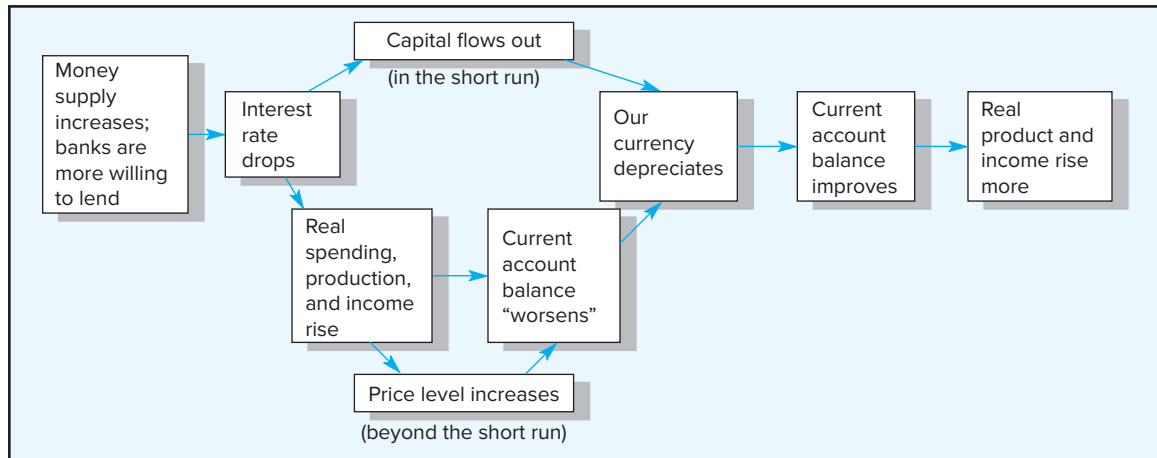 Money
supply
increases;
banks are
more willing
to lend
Interest
rate
drops
Capital flows out
(in the short run)
Real
spending,
production,
and income
rise
Price level increases
(beyond the short run)
Current
account
balance
“worsens”
Our
currency
depreciates
Current
account
balance
improves
Real
product and
income rise
more